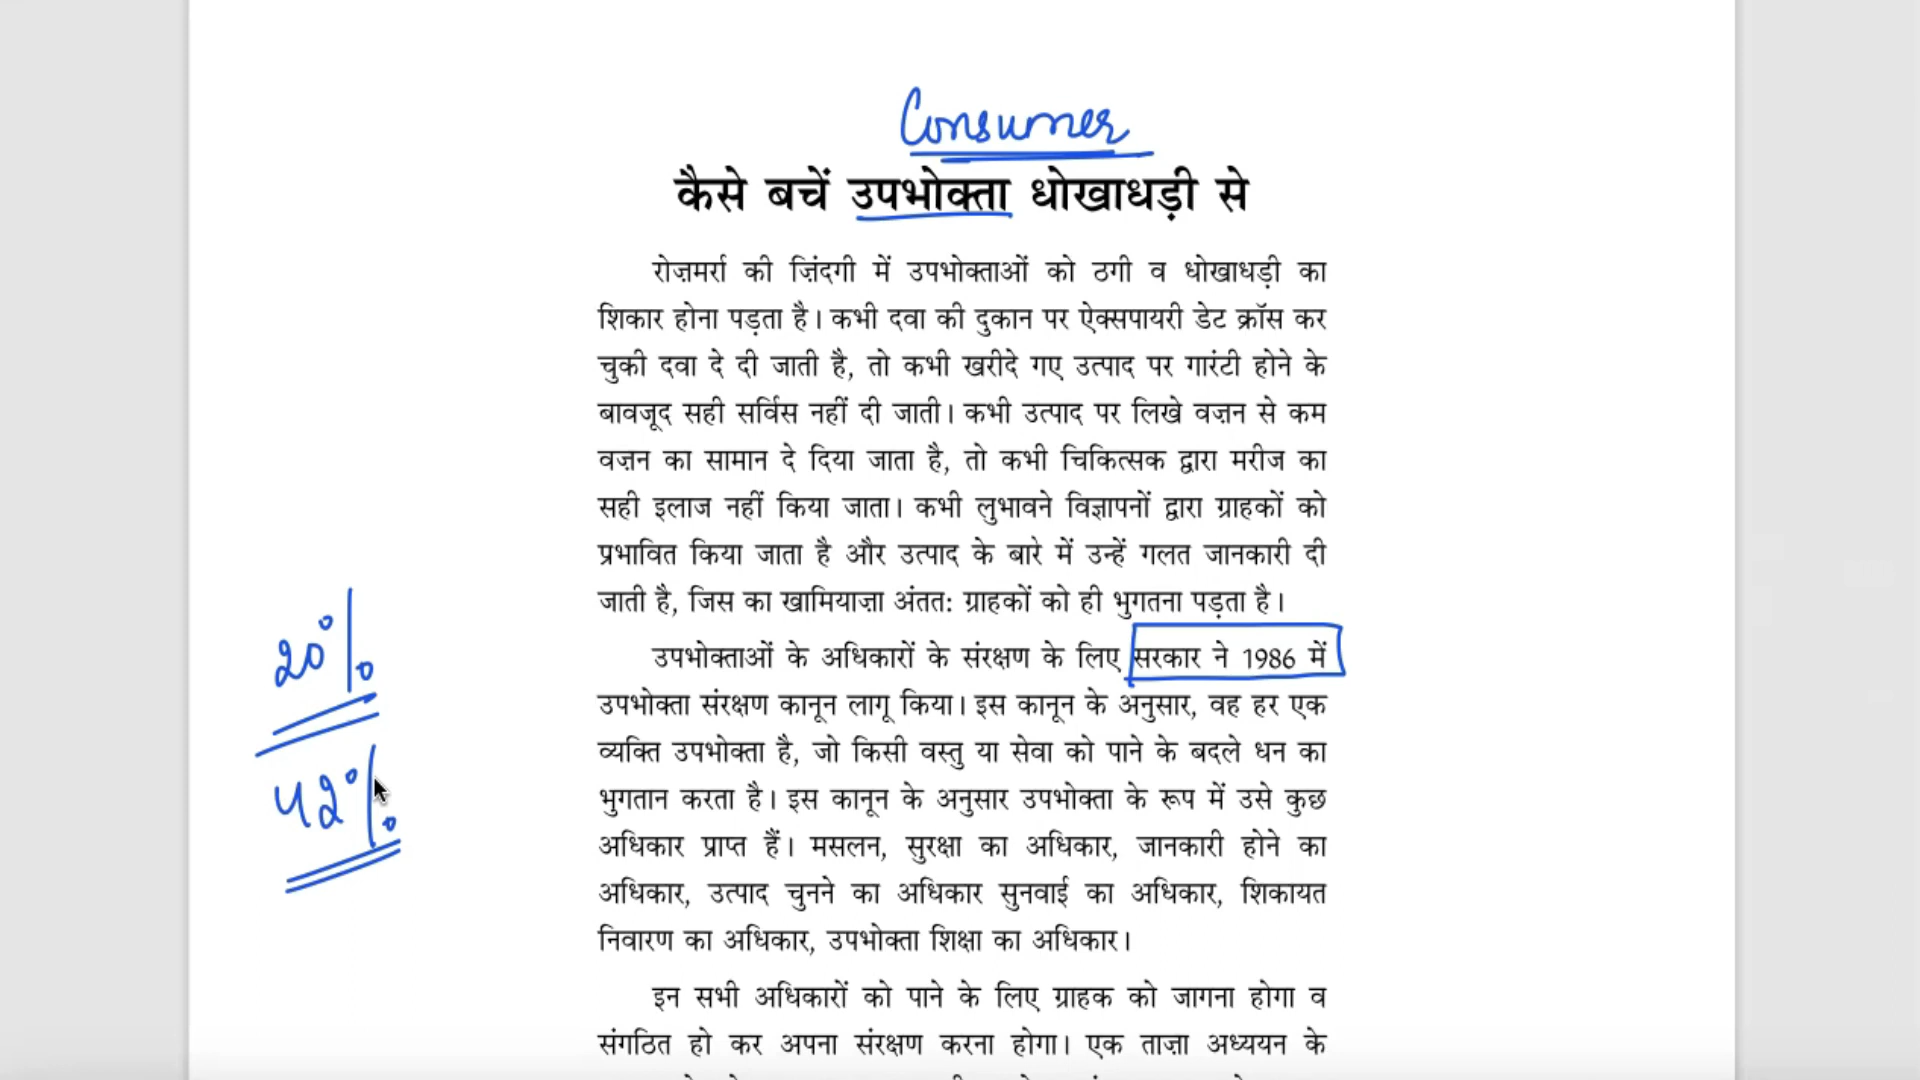 Consumer
कैसे बचें उपभोक्ता धोखाधड़ी से
रोज़मर्रा की ज़िंदगी में उपभोक्ताओं को ठगी व धोखाधड़ी का
शिकार होना पड़ता है। कभी दवा की दुकान पर ऐक्सपायरी डेट क्रॉस कर
चुकी दवा दे दी जाती है, तो कभी खरीदे गए उत्पाद पर गारंटी होने के
बावजूद सही सर्विस नहीं दी जाती। कभी उत्पाद पर लिखे वज़न से कम
वज़न का सामान दे दिया जाता है, तो कभी चिकित्सक द्वारा मरीज का
सही इलाज नहीं किया जाता। कभी लुभावने विज्ञापनों द्वारा ग्राहकों को
प्रभावित किया जाता है और उत्पाद के बारे में उन्हें गलत जानकारी दी
जाती है, जिस का खामियाज़ा अंतत: ग्राहकों को ही भुगतना पड़ता है।
उपभोक्ताओं के अधिकारों के संरक्षण के लिए सरकार ने 1986 में
उपभोक्ता संरक्षण कानून लागू किया। इस कानून के अनुसार, वह हर एक
व्यक्ति उपभोक्ता है, जो किसी वस्तु या सेवा को पाने के बदले धन का
भुगतान करता है। इस कानून के अनुसार उपभोक्ता के रूप में उसे कुछ
अधिकार प्राप्त हैं। मसलन, सुरक्षा का अधिकार, जानकारी होने का
अधिकार, उत्पाद चुनने का अधिकार सुनवाई का अधिकार, शिकायत
निवारण का अधिकार, उपभोक्ता शिक्षा का अधिकार।
इन सभी अधिकारों को पाने के लिए ग्राहक को जागना होगा व
संगठित हो कर अपना संरक्षण करना होगा। एक ताज़ा अध्ययन के
20%
42%